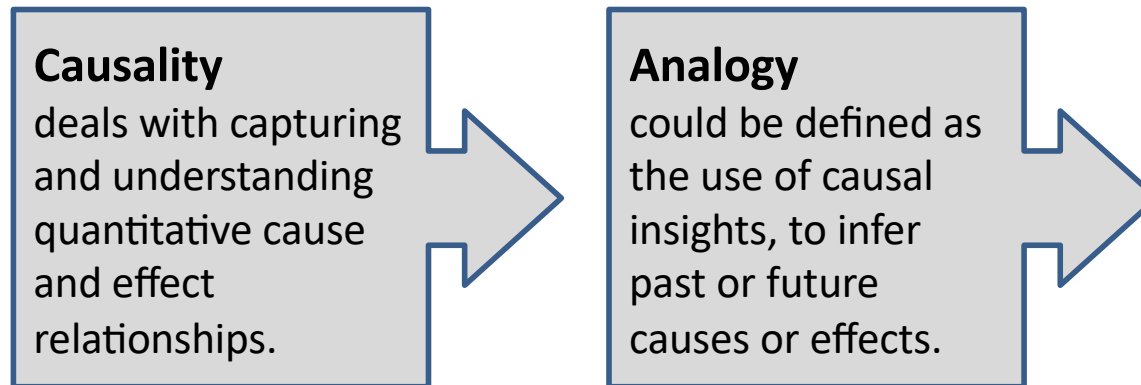 Causality
deals with capturing
and understanding
quantitative cause
and effect
relationships.
Analogy
could be defined as
the use of causal
insights, to infer
past or future
causes or effects.